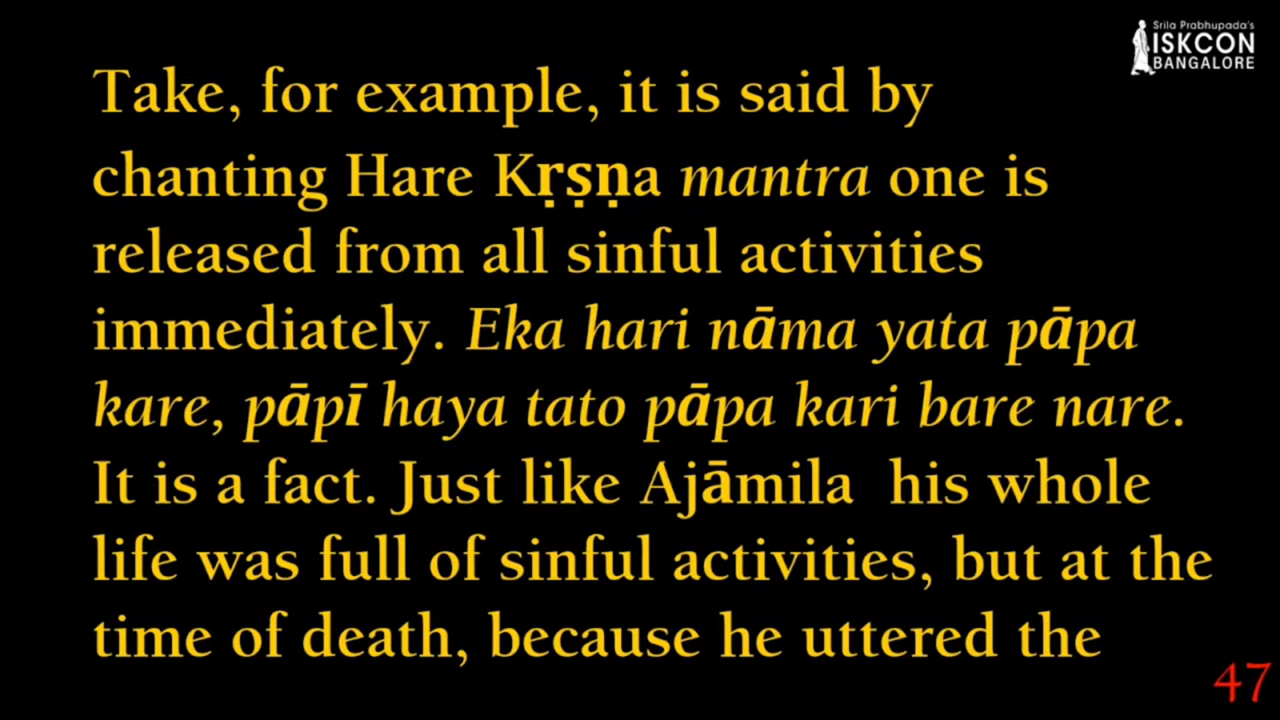 Srila Prabhupada's
ISKCON
BANGALORE
Take, for example, it is said by
chanting Hare Kṛṣṇa mantra one is
released from all sinful activities
immediately. Eka hari nāma yata pāpa
kare, pāpī haya tato pāpa kari bare nare.
It is a fact. Just like Ajāmila his whole
life was full of sinful activities, but at the
time of death, because he uttered the
47